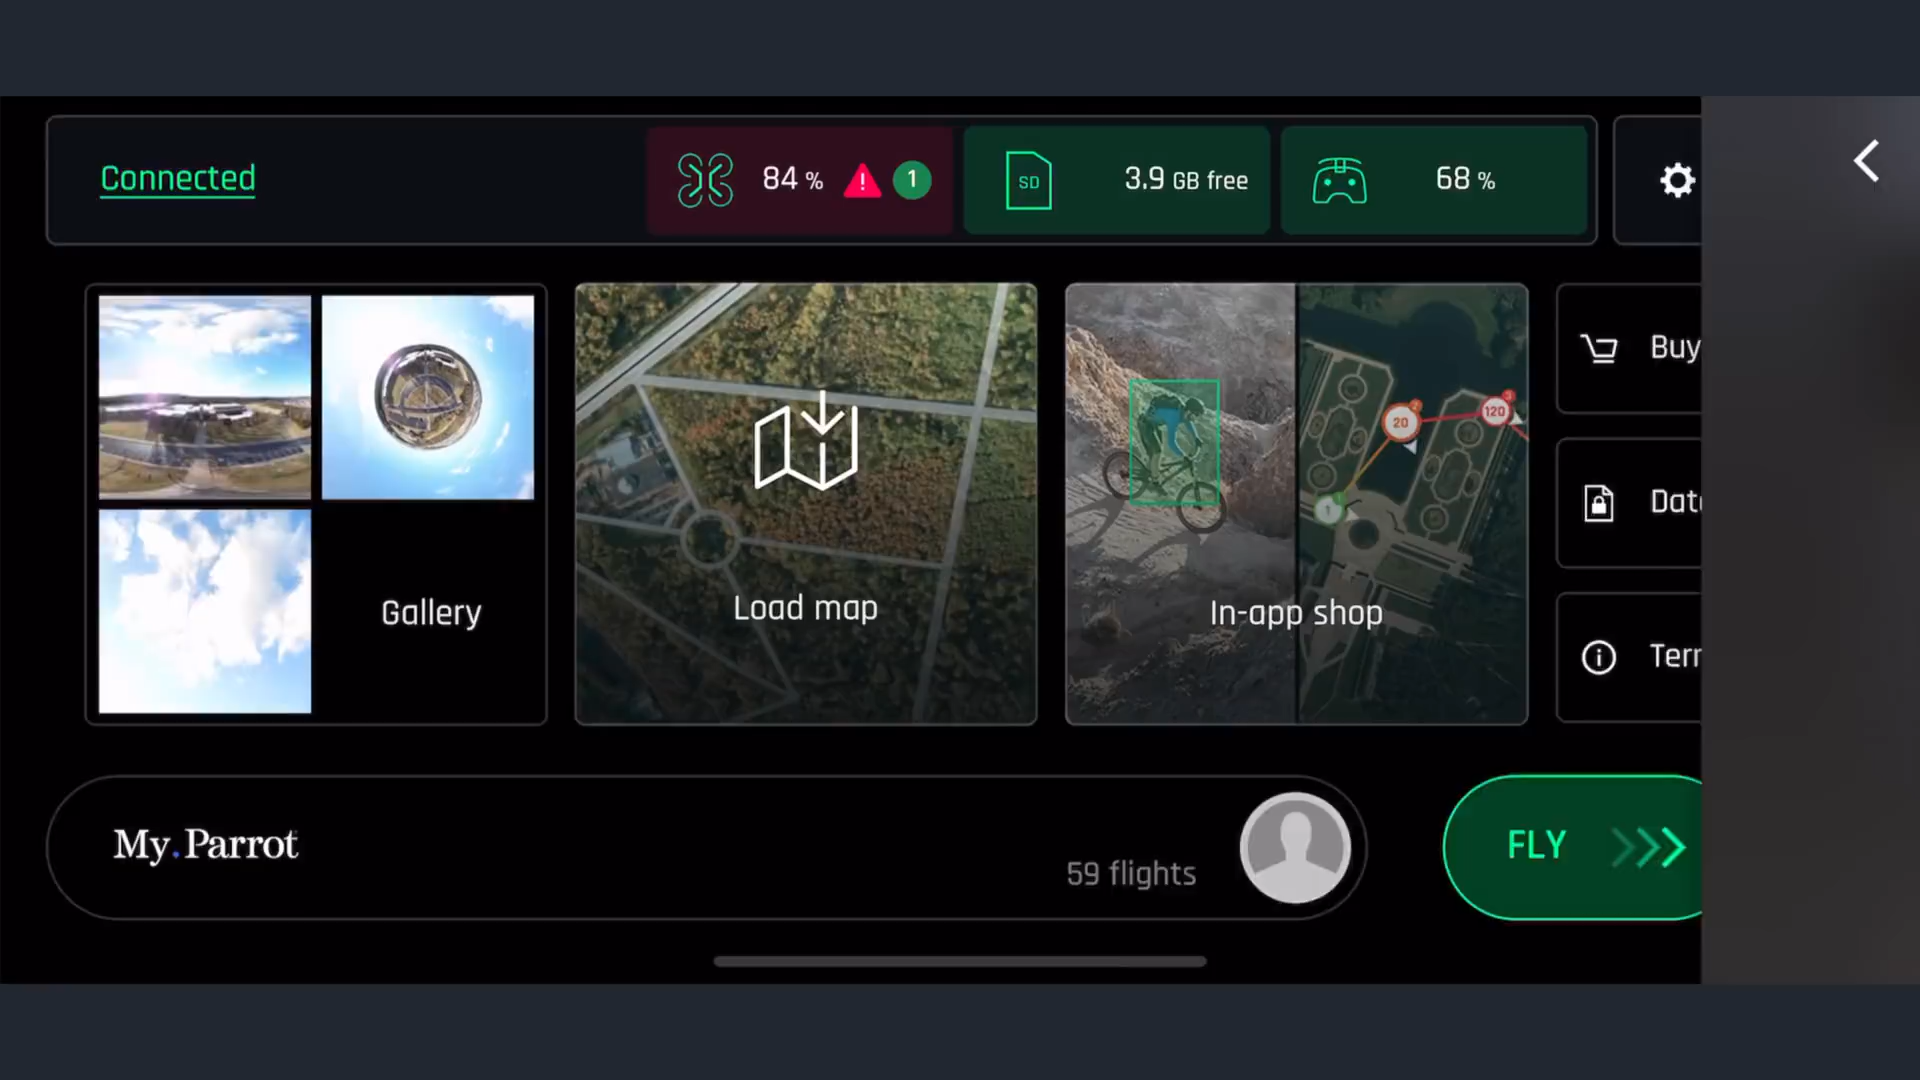 Connected
84 %
1
SD
3.9 GB free
68 %
Buy
20
120
1
Gallery
Load map
In-app shop
My.Parrot
59 flights
FLY